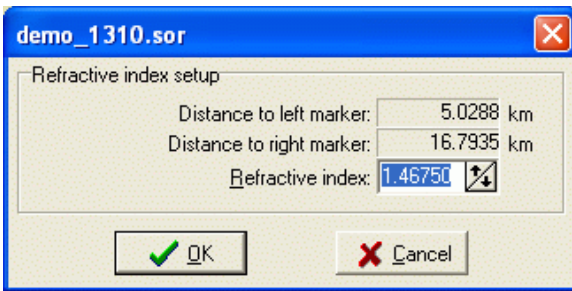 demo_1310.sor
Refractive index setup
Distance to left marker: 5.0288 km
Distance to right marker: 16.7935 km
Refractive index: 1.46750
OK Cancel